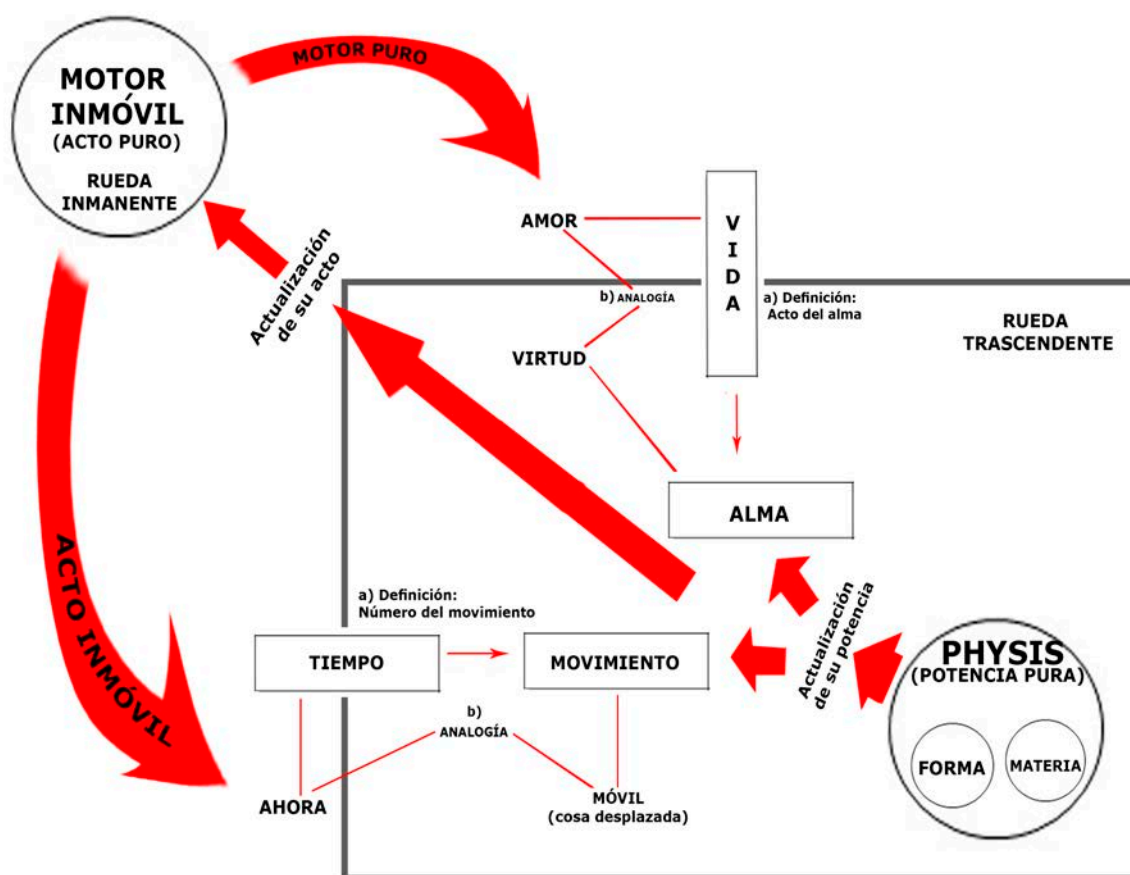 MOTOR PURO
MOTOR
INMÓVIL
(ACTO PURO)
RUEDA
INMANENTE
AMOR
VIDA
Actualización
de su acto
b) ANALOGÍA
a) Definición:
Acto del alma
RUEDA
TRASCENDENTE
VIRTUD
ALMA
ACTO INMÓVIL
a) Definición:
Número del movimiento
TIEMPO
MOVIMIENTO
Actualización
de su potencia
PHYSIS
(POTENCIA PURA)
FORMA
MATERIA
b)
ANALOGÍA
AHORA
MÓVIL
(cosa desplazada)